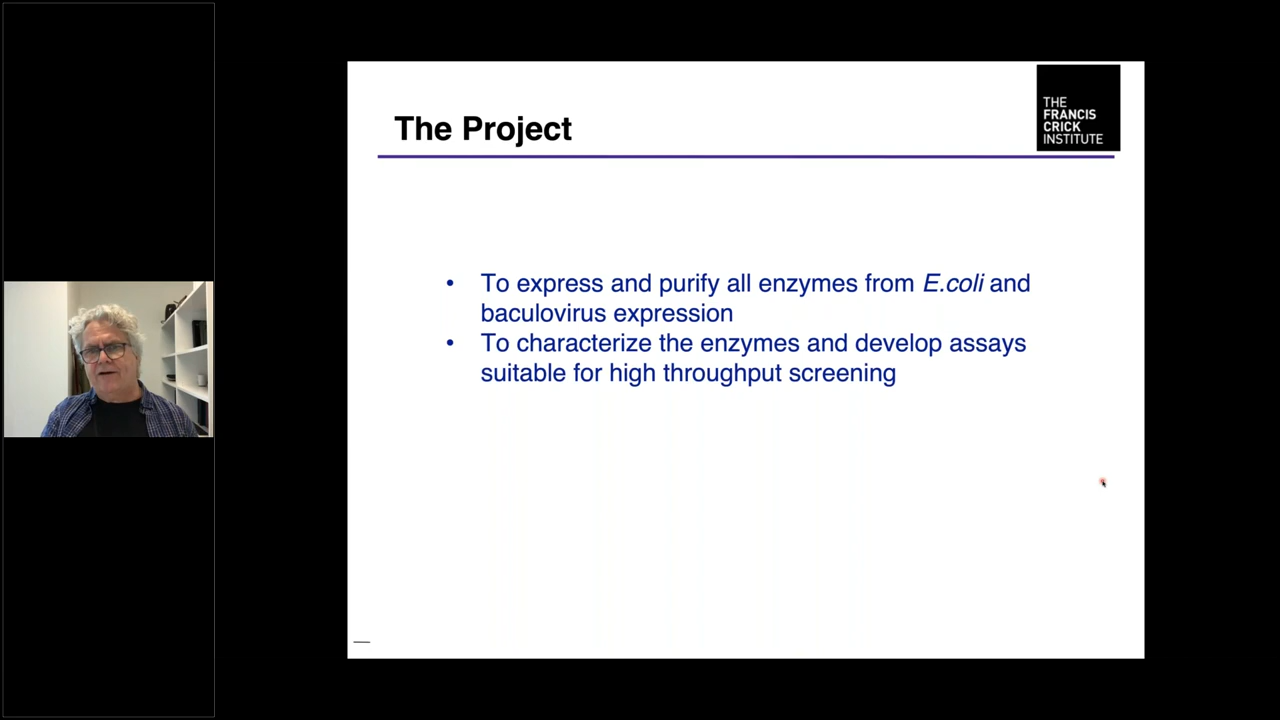 The Project
THE
FRANCIS
CRICK
INSTITUTE
• To express and purify all enzymes from E.coli and
baculovirus expression
• To characterize the enzymes and develop assays
suitable for high throughput screening